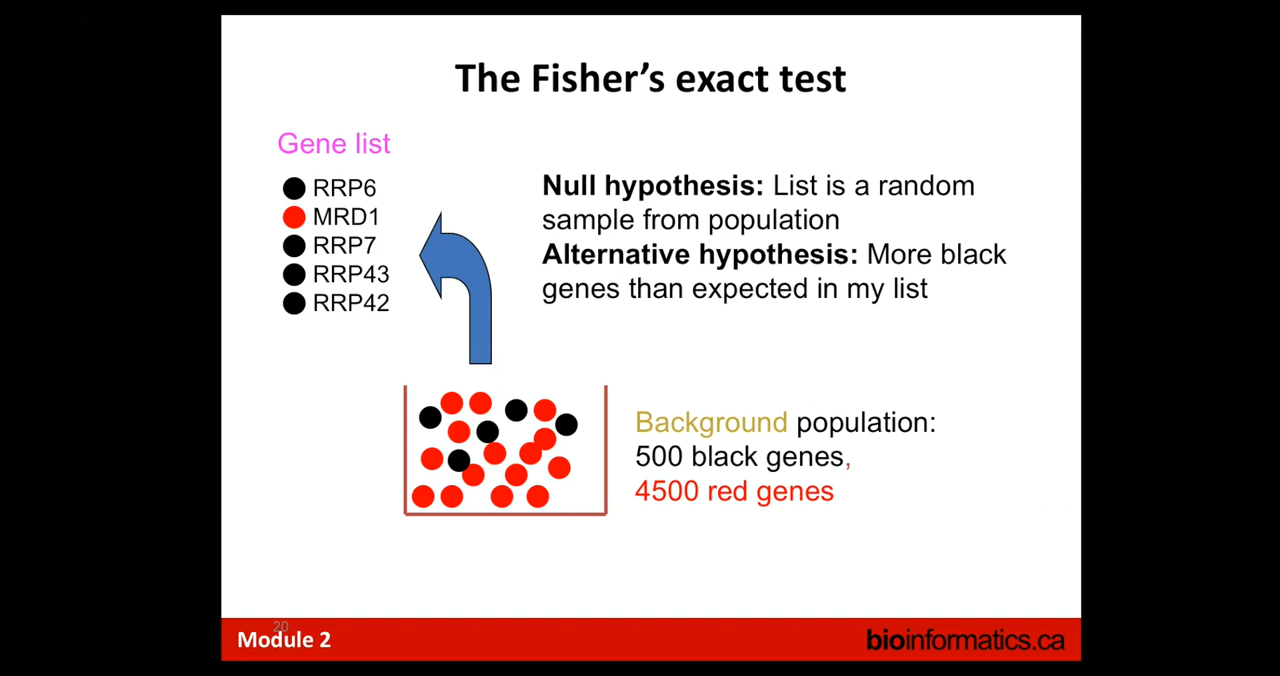 The Fisher's exact test
Gene list
RRP6
MRD1
RRP7
RRP43
RRP42
Null hypothesis: List is a random
sample from population
Alternative hypothesis: More black
genes than expected in my list
Background population:
500 black genes,
4500 red genes
20
Module 2
bioinformatics.ca